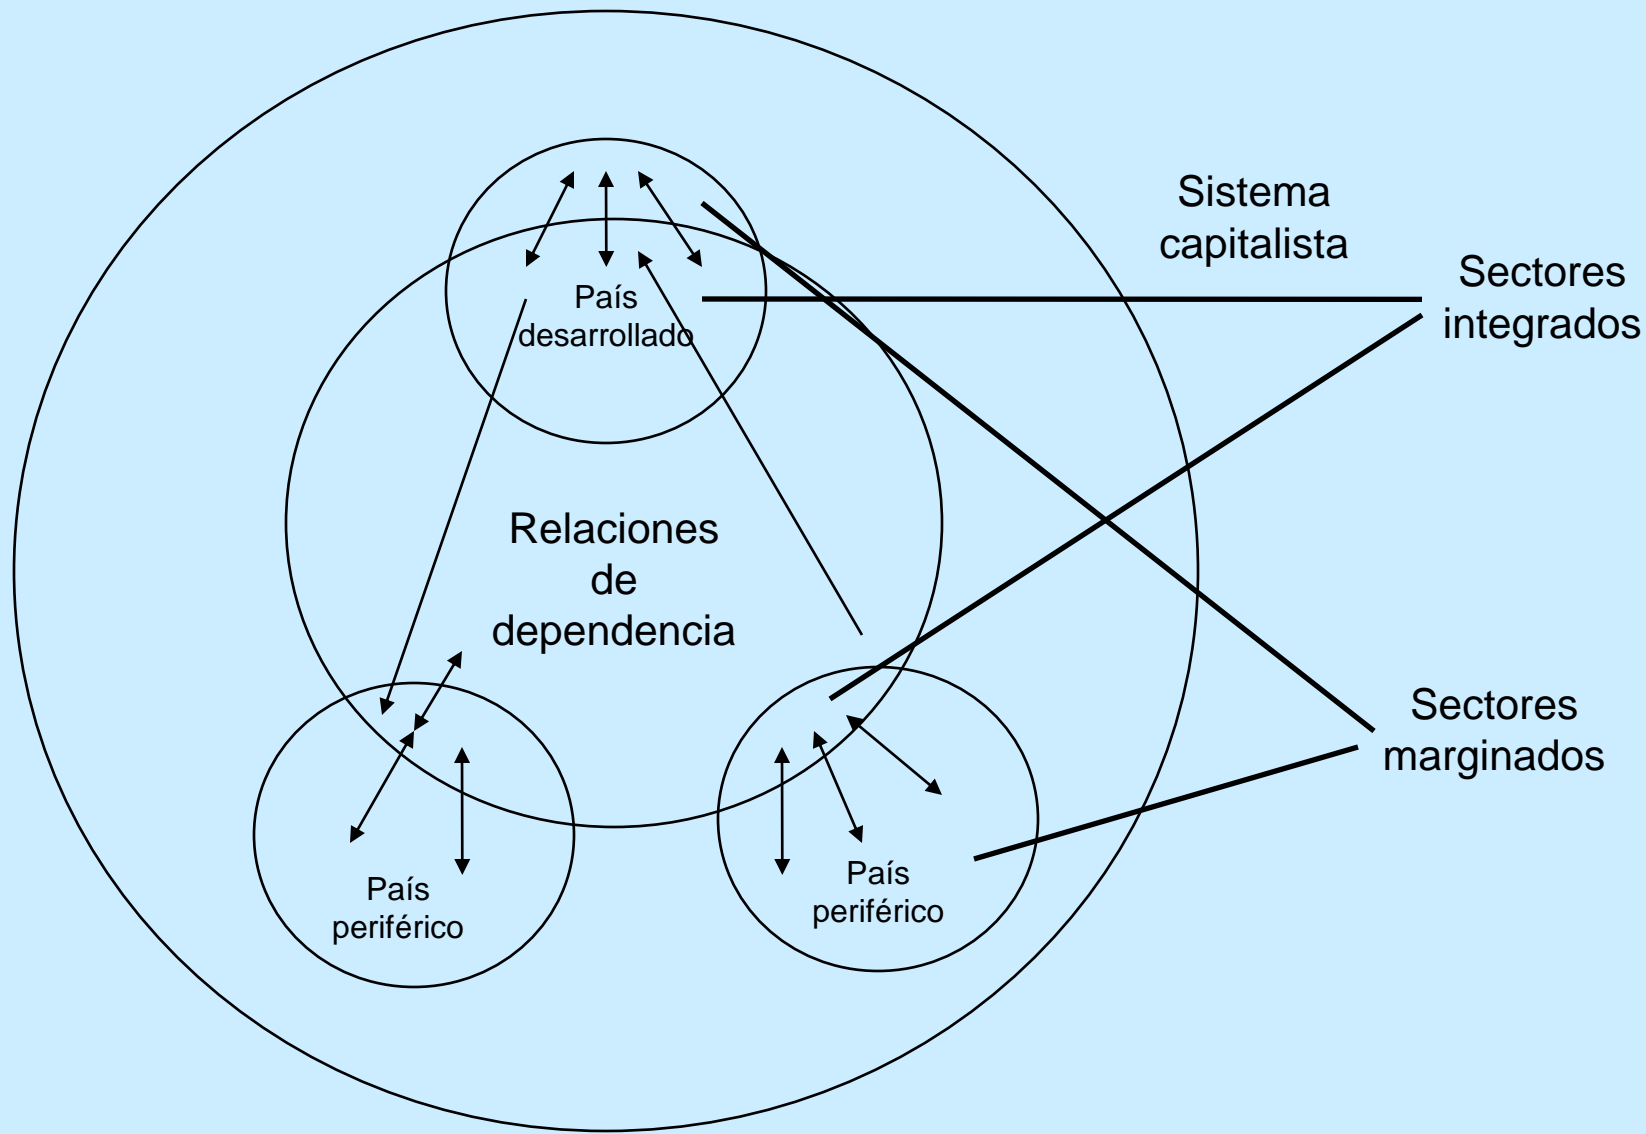 Sistema
capitalista
Sectores
integrados
País
desarrollado
Relaciones
de
dependencia
Sectores
marginados
País
periférico
País
periférico